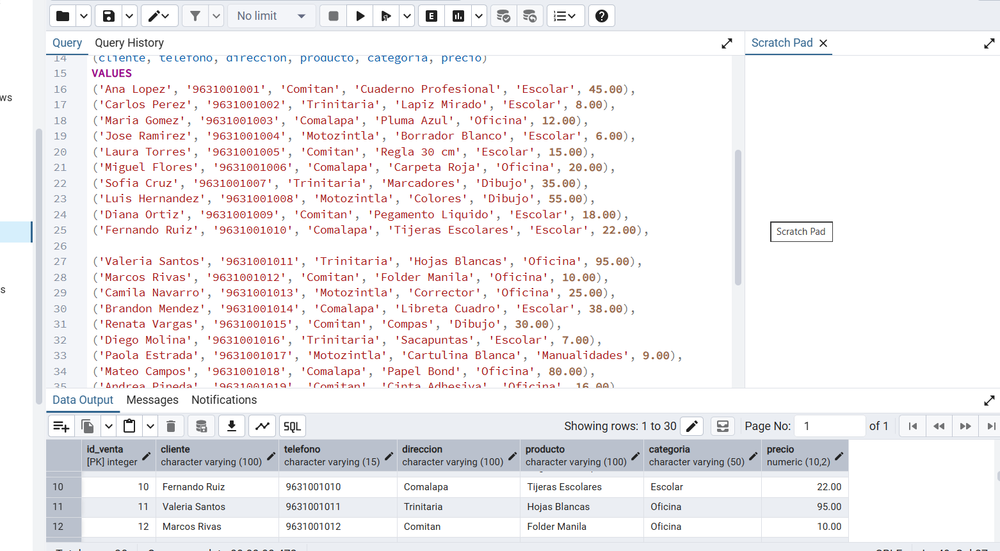 No limit
Query
Query History
Scratch Pad
14 (cliente, telefono, direccion, producto, categoria, precio)
15 VALUES
16 ('Ana Lopez', '9631001001', 'Comitan', 'Cuaderno Profesional', 'Escolar', 45.00),
17 ('Carlos Perez', '9631001002', 'Trinitaria', 'Lapiz Mirado', 'Escolar', 8.00),
18 ('Maria Gomez', '9631001003', 'Comalapa', 'Pluma Azul', 'Oficina', 12.00),
19 ('Jose Ramirez', '9631001004', 'Motozintla', 'Borrador Blanco', 'Escolar', 6.00),
20 ('Laura Torres', '9631001005', 'Comitan', 'Regla 30 cm', 'Escolar', 15.00),
21 ('Miguel Flores', '9631001006', 'Comalapa', 'Carpeta Roja', 'Oficina', 20.00),
22 ('Sofia Cruz', '9631001007', 'Trinitaria', 'Marcadores', 'Dibujo', 35.00),
23 ('Luis Hernandez', '9631001008', 'Motozintla', 'Colores', 'Dibujo', 55.00),
24 ('Diana Ortiz', '9631001009', 'Comitan', 'Pegamento Liquido', 'Escolar', 18.00),
25 ('Fernando Ruiz', '9631001010', 'Comalapa', 'Tijeras Escolares', 'Escolar', 22.00),
26
27 ('Valeria Santos', '9631001011', 'Trinitaria', 'Hojas Blancas', 'Oficina', 95.00),
28 ('Marcos Rivas', '9631001012', 'Comitan', 'Folder Manila', 'Oficina', 10.00),
29 ('Camila Navarro', '9631001013', 'Motozintla', 'Corrector', 'Oficina', 25.00),
30 ('Brandon Mendez', '9631001014', 'Comalapa', 'Libreta Cuadro', 'Escolar', 38.00),
31 ('Renata Vargas', '9631001015', 'Comitan', 'Compas', 'Dibujo', 30.00),
32 ('Diego Molina', '9631001016', 'Trinitaria', 'Sacapuntas', 'Escolar', 7.00),
33 ('Paola Estrada', '9631001017', 'Motozintla', 'Cartulina Blanca', 'Manualidades', 9.00),
34 ('Mateo Campos', '9631001018', 'Comalapa', 'Papel Bond', 'Oficina', 80.00),
35 ('Andrea Pineda', '9631001019', 'Comitan', 'Cinta Adhesiva', 'Oficina', 16.00)
Scratch Pad
ws
s
Data Output
Messages
Notifications
SQL
Showing rows: 1 to 30
Page No: 1 of 1
id_venta cliente telefono direccion producto categoria precio
[PK] integer character varying (100) character varying (15) character varying (100) character varying (100) character varying (50) numeric (10,2)
10 10 Fernando Ruiz 9631001010 Comalapa Tijeras Escolares Escolar 22.00
11 11 Valeria Santos 9631001011 Trinitaria Hojas Blancas Oficina 95.00
12 12 Marcos Rivas 9631001012 Comitan Folder Manila Oficina 10.00